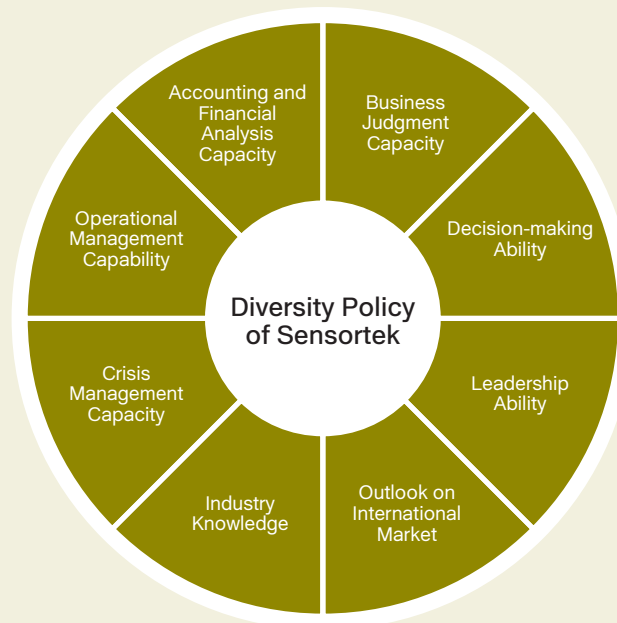 Accounting and
Financial
Analysis
Capacity
Business
Judgment
Capacity
Decision-making
Ability
Leadership
Ability
Outlook on
International
Market
Industry
Knowledge
Crisis
Management
Capacity
Operational
Management
Capability
Diversity Policy
of Sensortek